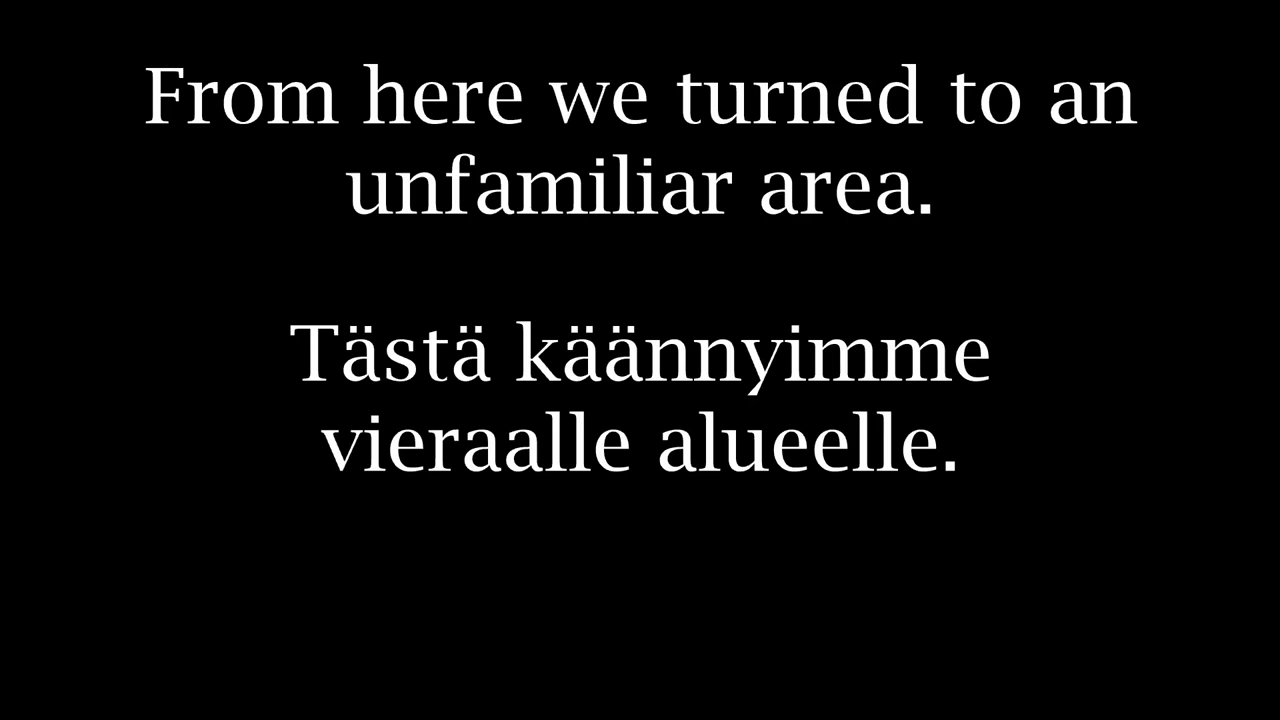 From here we turned to an
unfamiliar area.
Tästä käännyimme
vieraalle alueelle.